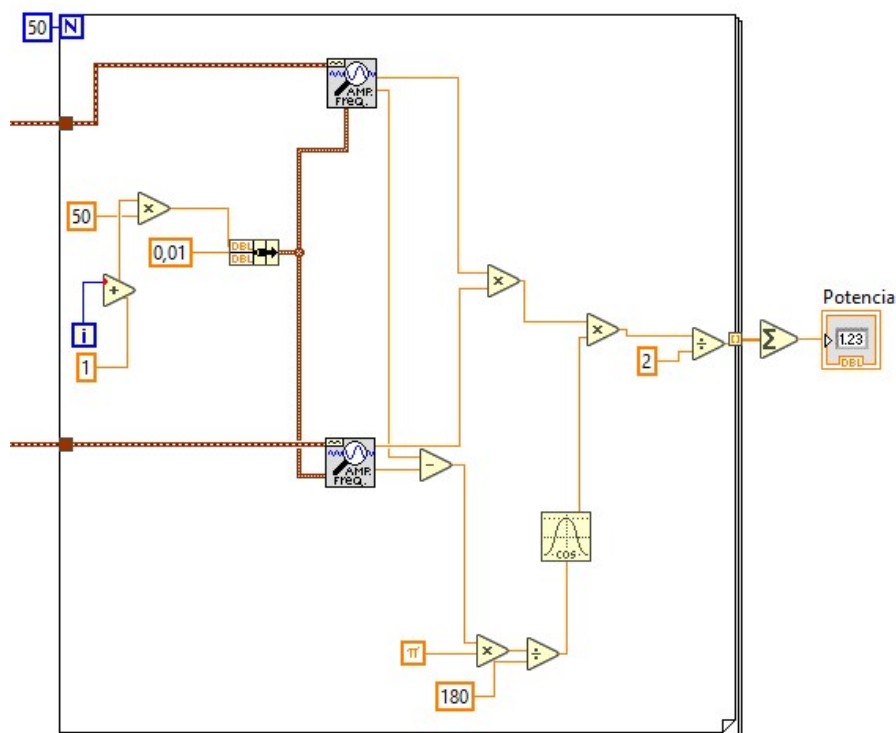 50 N
AMP.
Freq.
50
×
DBL
0,01
DBL
+
i
1
×
Potencia
×
÷
Σ
1.23
2
DBL
AMP.
Freq.
−
COS
π
×
÷
180